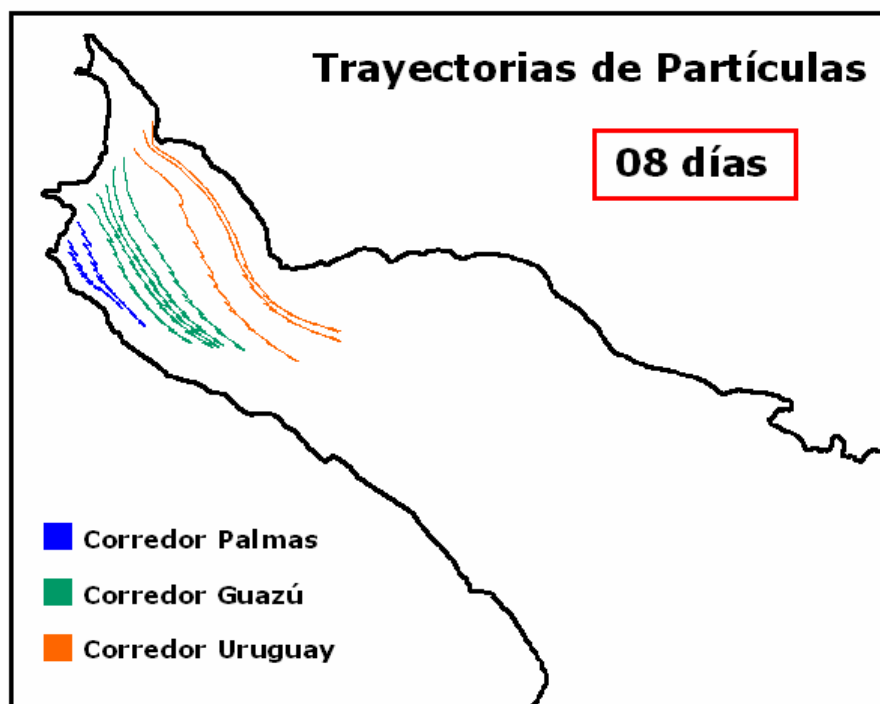 Trayectorias de Partículas
08 días
Corredor Palmas
Corredor Guazú
Corredor Uruguay